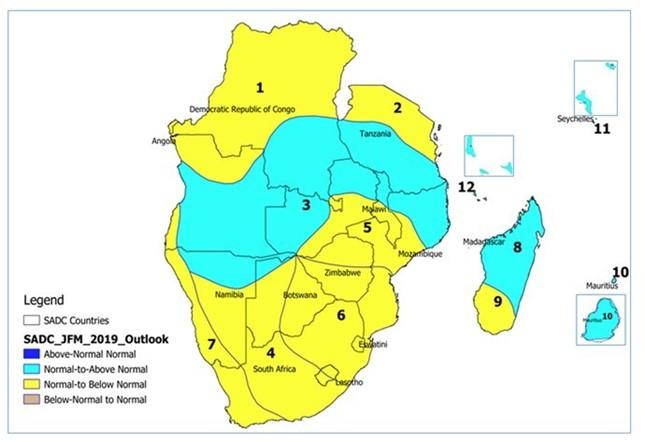 1
Democratic Republic of Congo
2
Angola
Tanzania
Seychelles
11
12
3
Malawi
5
Madagascar
8
Mozambique
10
Zimbabwe
Mauritius
Namibia
Botswana
9
6
Mauritius 10
7
4
Eswatini
South Africa
Lesotho
Legend
SADC Countries
SADC_JFM_2019_Outlook
Above-Normal Normal
Normal-to-Above Normal
Normal-to Below Normal
Below-Normal to Normal